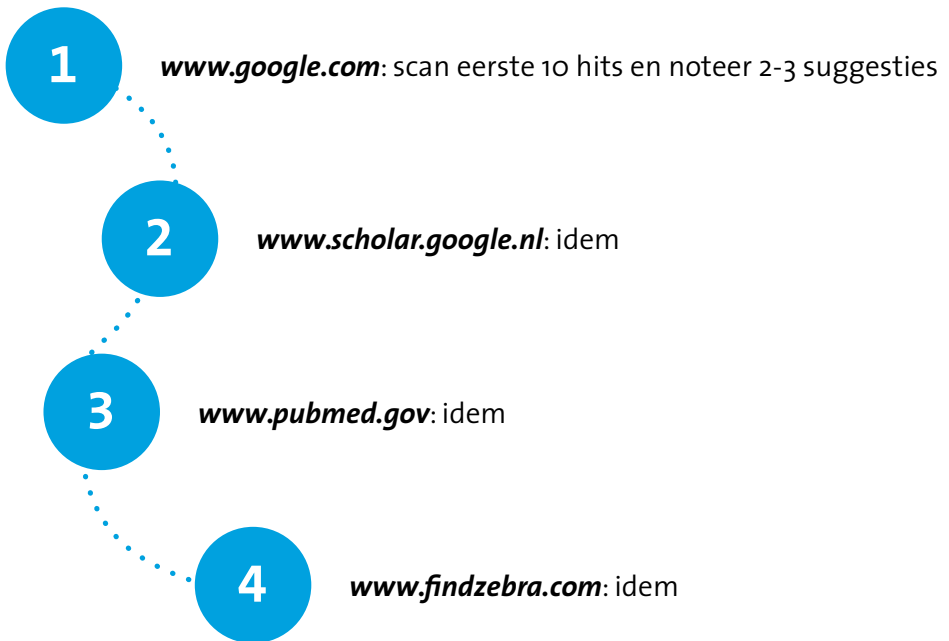 1
www.google.com: scan eerste 10 hits en noteer 2-3 suggesties
2
www.scholar.google.nl: idem
3
www.pubmed.gov: idem
4
www.findzebra.com: idem